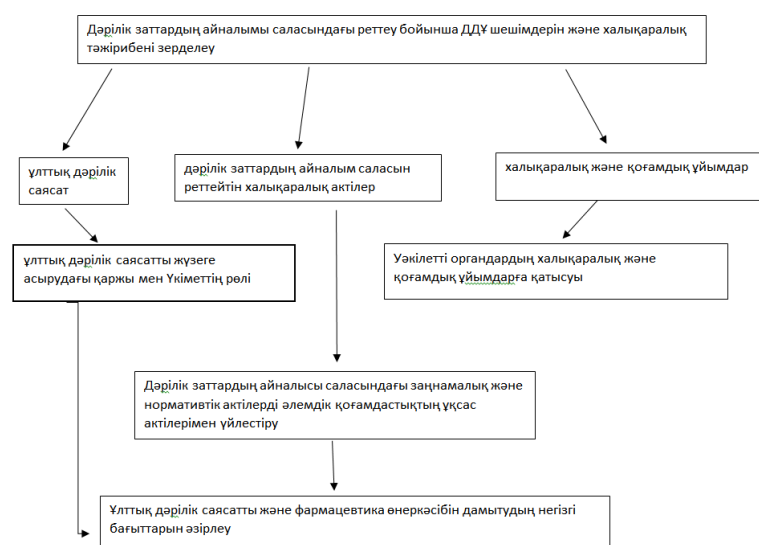 Дәрілік заттардың айналымы саласындағы реттеу бойынша ДДҰ шешімдерін және халықаралық
тәжірибені зерделеу
ұлттық дәрілік
саясат
дәрілік заттардың айналым саласын
реттейтін халықаралық актілер
халықаралық және қоғамдық ұйымдар
ұлттық дәрілік саясатты жүзеге
асырудағы қаржы мен Үкіметтің рөлі
Уәкілетті органдардың халықаралық және
қоғамдық ұйымдарға қатысуы
Дәрілік заттардың айналысы саласындағы заңнамалық және
нормативтік актілерді әлемдік қоғамдастықтың ұқсас
актілерімен үйлестіру
Ұлттық дәрілік саясатты және фармацевтика өнеркәсібін дамытудың негізгі
бағыттарын әзірлеу